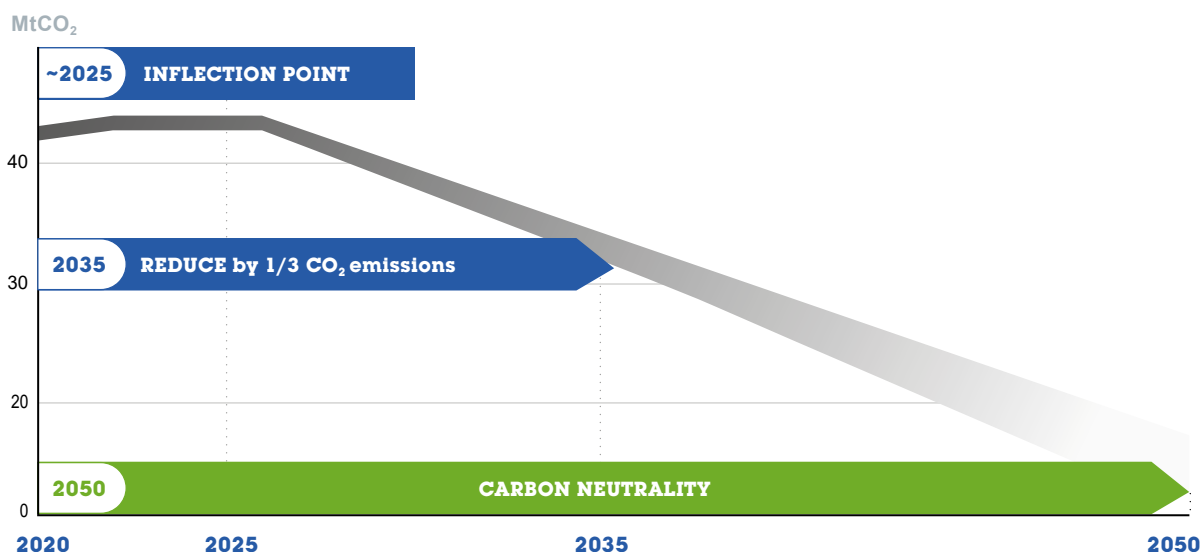 MtCO₂
~2025 INFLECTION POINT
40
2035 REDUCE by 1/3 CO₂ emissions
30
20
2050 CARBON NEUTRALITY
0
2020 2025 2035 2050